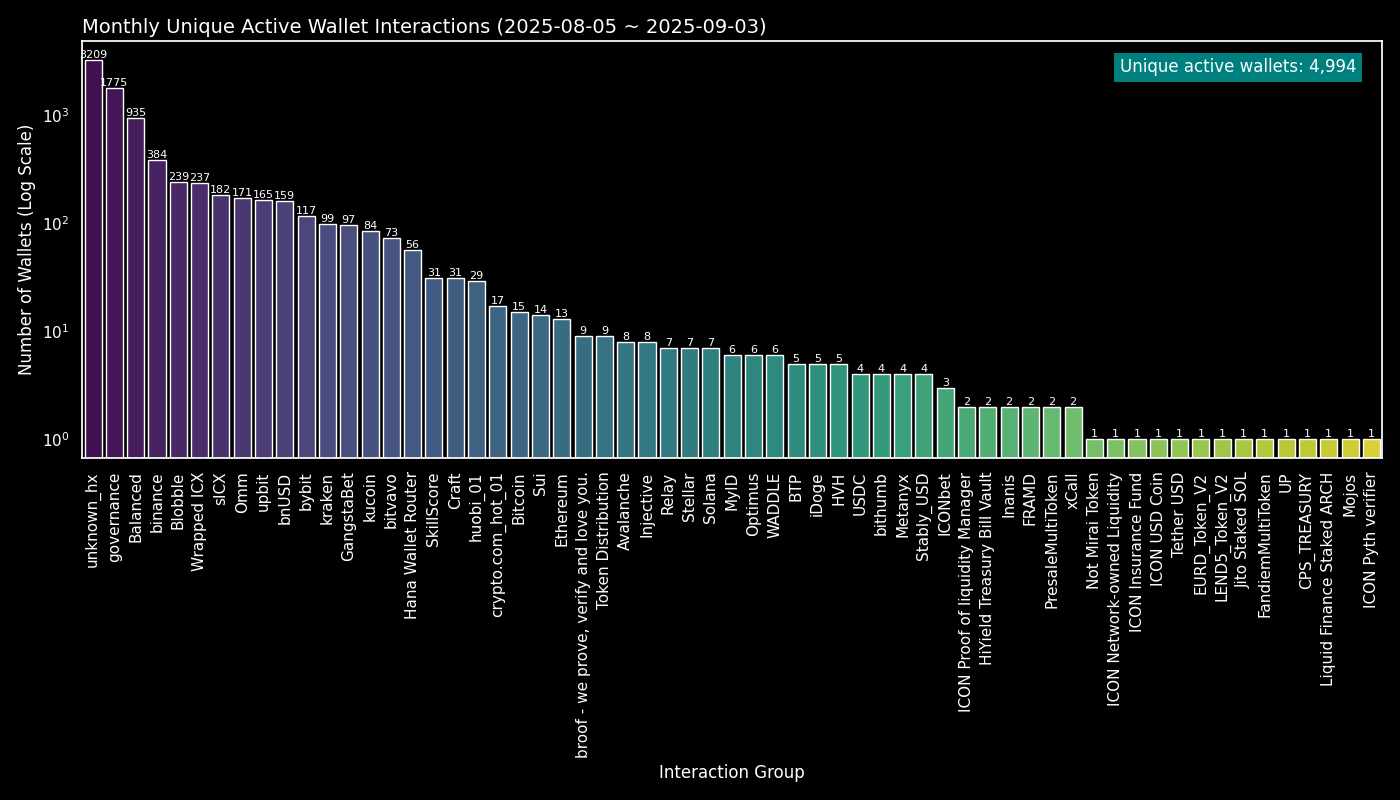 Monthly Unique Active Wallet Interactions (2025-08-05 ~ 2025-09-03)
Unique active wallets: 4,994
Number of Wallets (Log Scale)
10³
10²
10¹
10⁰
3209
1775
935
384
239
237
182
171
165
159
117
99
97
84
73
56
31
31
29
17
15
14
13
9
9
8
8
7
7
7
6
6
6
5
5
5
4
4
4
4
3
2
2
2
2
2
2
1
1
1
1
1
1
1
1
1
1
1
1
1
1
unknown_hx
governance
Balanced
binance
Blobble
Wrapped ICX
sICX
Omm
upbit
bnUSD
bybit
kraken
GangstaBet
kucoin
bitvavo
Hana Wallet Router
SkillScore
Craft
huobi_01
crypto.com_hot_01
Bitcoin
Sui
Ethereum
broof - we prove, verify and love you.
Token Distribution
Avalanche
Injective
Relay
Stellar
Solana
MyID
Optimus
WADDLE
BTP
iDoge
HVH
USDC
bithumb
Metanyx
Stably_USD
ICONbet
ICON Proof of liquidity Manager
HiYield Treasury Bill Vault
Inanis
FRAMD
PresaleMultiToken
xCall
Not Mirai Token
ICON Network-owned Liquidity
ICON Insurance Fund
ICON USD Coin
Tether USD
EURD_Token_V2
LEND5_Token_V2
Jito Staked SOL
FandiemMultiToken
UP
CPS_TREASURY
Liquid Finance Staked ARCH
Mojos
ICON Pyth verifier
Interaction Group